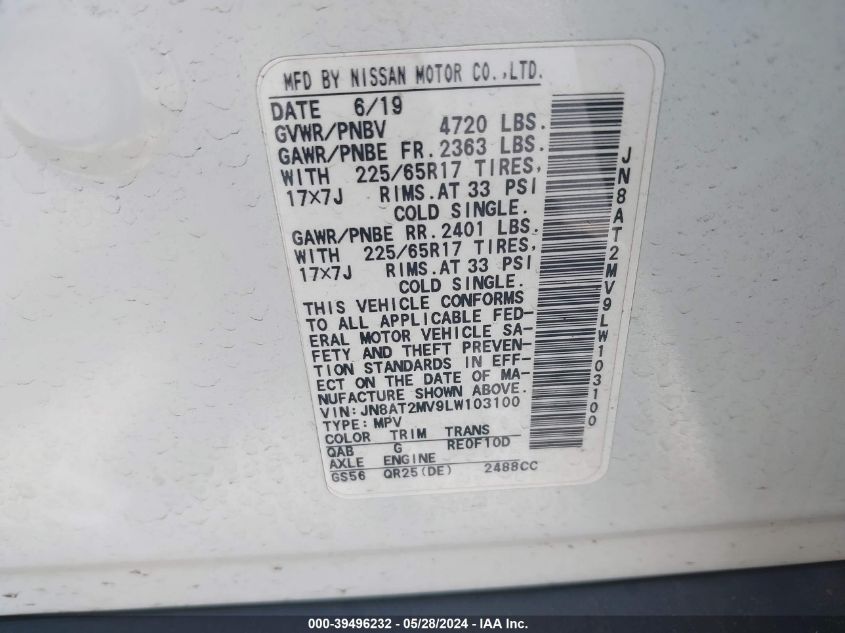 MFD BY NISSAN MOTOR CO.,LTD.
DATE 6/19
GVWR/PNBV 4720 LBS.
GAWR/PNBE FR. 2363 LBS.
WITH 225/65R17 TIRES,
17X7J RIMS.AT 33 PSI
COLD SINGLE.
GAWR/PNBE RR. 2401 LBS.
WITH 225/65R17 TIRES,
17X7J RIMS.AT 33 PSI
COLD SINGLE.
THIS VEHICLE CONFORMS
TO ALL APPLICABLE FED-
ERAL MOTOR VEHICLE SA-
FETY AND THEFT PREVEN-
TION STANDARDS IN EFF-
ECT ON THE DATE OF MA-
NUFACTURE SHOWN ABOVE.
VIN: JN8AT2MV9LW103100
TYPE: MPV
COLOR TRIM TRANS
QAB G RE0F10D
AXLE ENGINE
GS56 QR25(DE) 2488CC
JN8AT2MV9LW103100
000-39496232 - 05/28/2024 - IAA Inc.